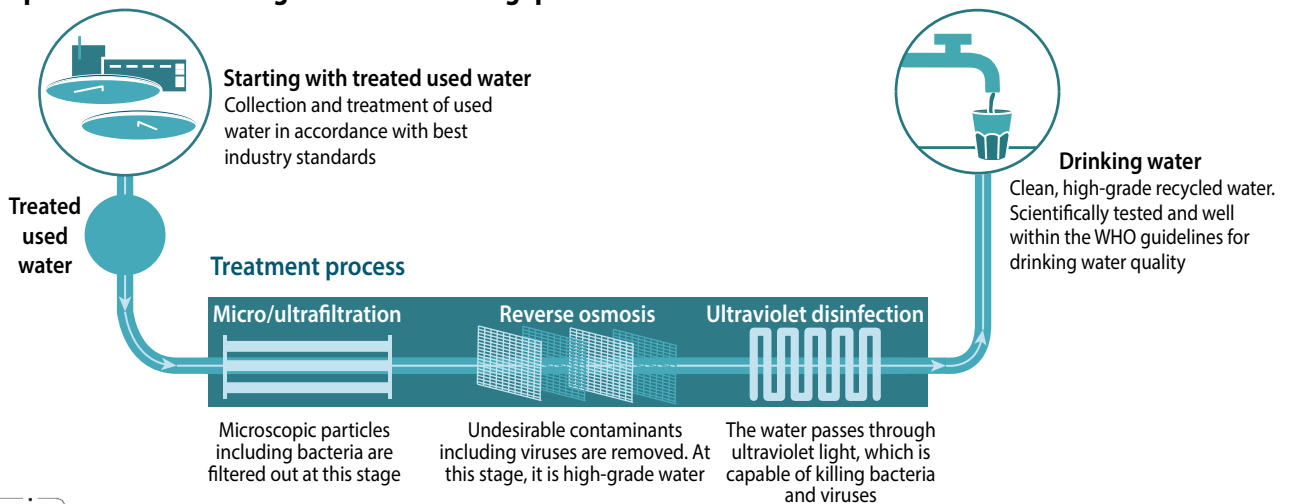 Starting with treated used water
Collection and treatment of used
water in accordance with best
industry standards
Treated
used
water
Treatment process
Micro/ultrafiltration
Microscopic particles
including bacteria are
filtered out at this stage
Reverse osmosis
Undesirable contaminants
including viruses are removed. At
this stage, it is high-grade water
Ultraviolet disinfection
The water passes through
ultraviolet light, which is
capable of killing bacteria
and viruses
Drinking water
Clean, high-grade recycled water.
Scientifically tested and well
within the WHO guidelines for
drinking water quality